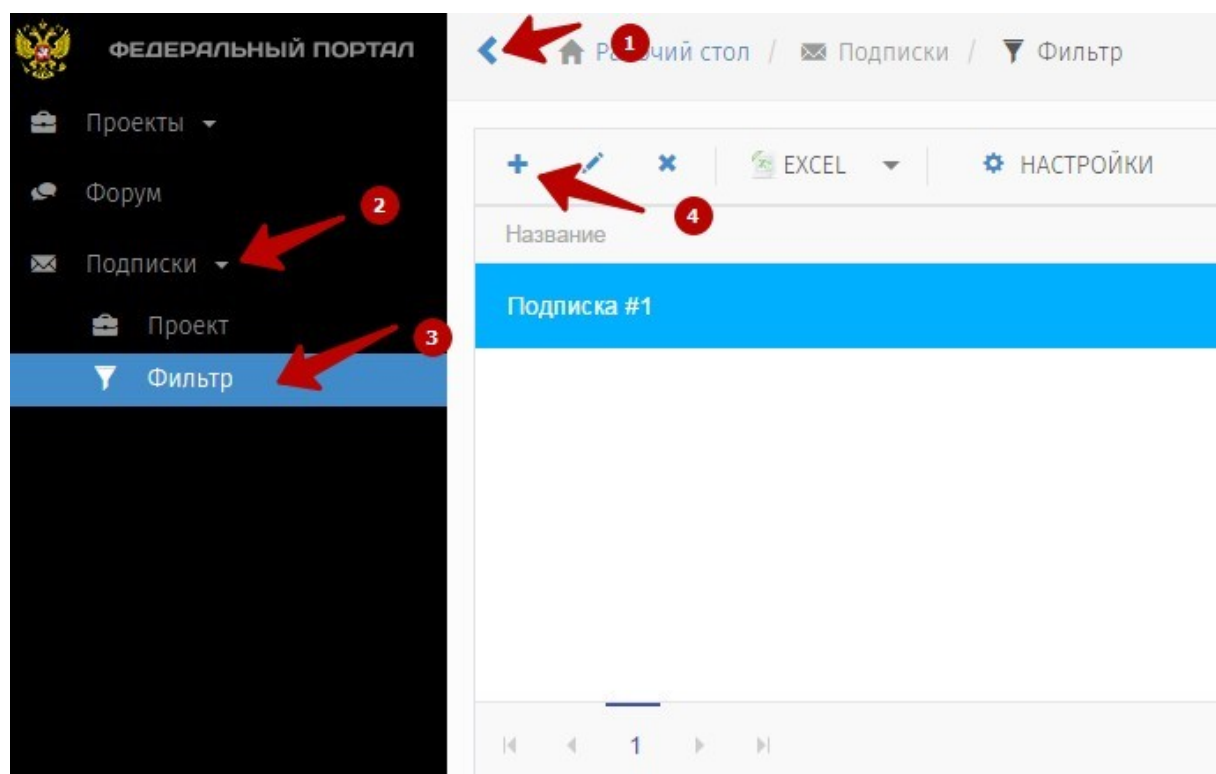 ФЕДЕРАЛЬНЫЙ ПОРТАЛ
Проекты
Форум
2
Подписки
Проект
3
Фильтр
1
стол / Подписки / Фильтр
EXCEL
НАСТРОЙКИ
4
Название
Подписка #1
1